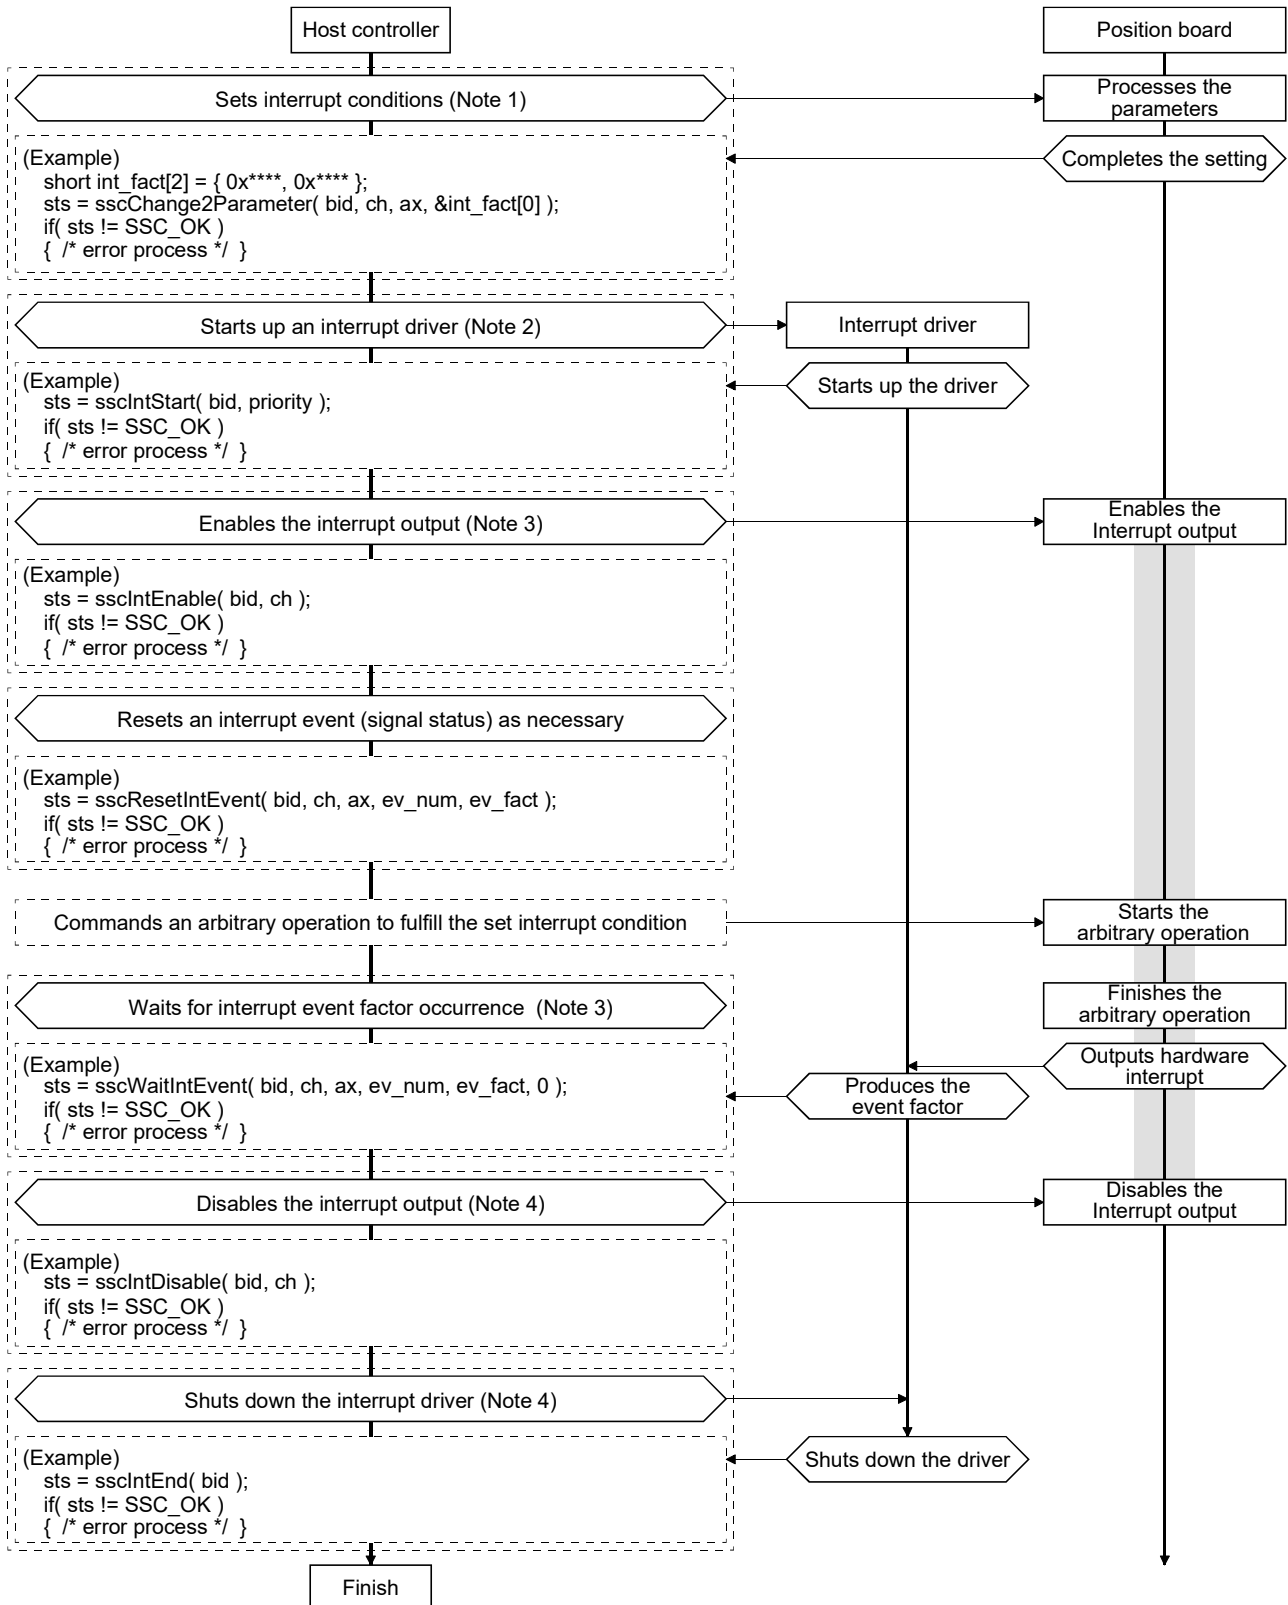 Host controller
Position board
Sets interrupt conditions (Note 1)
Processes the
parameters
(Example)
short int_fact[2] = { 0x****, 0x**** };
sts = sscChange2Parameter( bid, ch, ax, &int_fact[0] );
if( sts != SSC_OK )
{  /* error process */  }
Completes the setting
Starts up an interrupt driver (Note 2)
Interrupt driver
(Example)
sts = sscIntStart( bid, priority );
if( sts != SSC_OK )
{  /* error process */  }
Starts up the driver
Enables the interrupt output (Note 3)
Enables the
Interrupt output
(Example)
sts = sscIntEnable( bid, ch );
if( sts != SSC_OK )
{  /* error process */  }
Resets an interrupt event (signal status) as necessary
(Example)
sts = sscResetIntEvent( bid, ch, ax, ev_num, ev_fact );
if( sts != SSC_OK )
{  /* error process */  }
Commands an arbitrary operation to fulfill the set interrupt condition
Starts the
arbitrary operation
Waits for interrupt event factor occurrence  (Note 3)
Finishes the
arbitrary operation
(Example)
sts = sscWaitIntEvent( bid, ch, ax, ev_num, ev_fact, 0 );
if( sts != SSC_OK )
{  /* error process */  }
Outputs hardware
interrupt
Produces the
event factor
Disables the interrupt output (Note 4)
Disables the
Interrupt output
(Example)
sts = sscIntDisable( bid, ch );
if( sts != SSC_OK )
{  /* error process */  }
Shuts down the interrupt driver (Note 4)
(Example)
sts = sscIntEnd( bid );
if( sts != SSC_OK )
{  /* error process */  }
Shuts down the driver
Finish